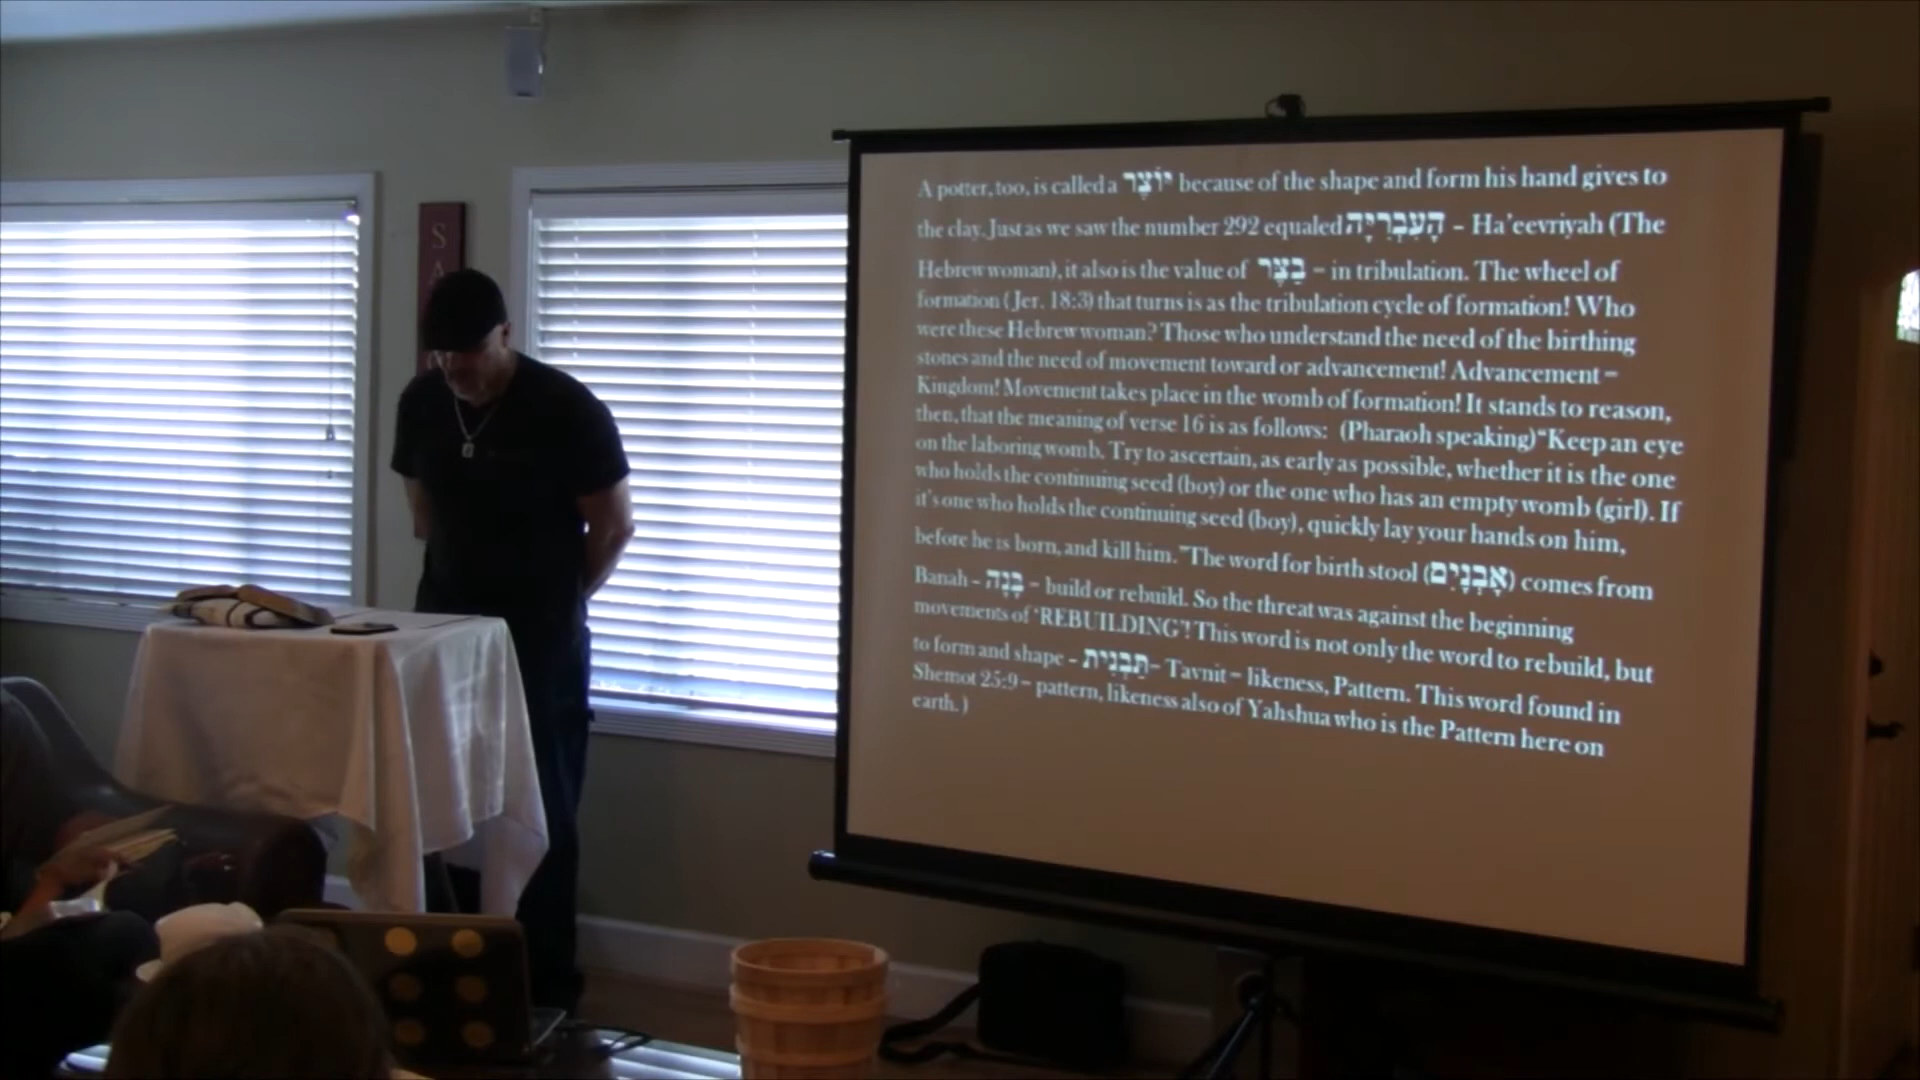 S
A
A potter, too, is called a יוֹצֶר because of the shape and form his hand gives to
the clay. Just as we saw the number 292 equaled הָעִבְרִיָּה – Ha'eevriyah (The
Hebrew woman), it also is the value of בַּצָּר – in tribulation. The wheel of
formation (Jer. 18:3) that turns is as the tribulation cycle of formation! Who
were these Hebrew woman? Those who understand the need of the birthing
stones and the need of movement toward or advancement! Advancement =
Kingdom! Movement takes place in the womb of formation! It stands to reason,
then, that the meaning of verse 16 is as follows: (Pharaoh speaking) "Keep an eye
on the laboring womb. Try to ascertain, as early as possible, whether it is the one
who holds the continuing seed (boy) or the one who has an empty womb (girl). If
it's one who holds the continuing seed (boy), quickly lay your hands on him,
before he is born, and kill him." The word for birth stool (אָבְנָיִם) comes from
Banah - בָּנָה – build or rebuild. So the threat was against the beginning
movements of 'REBUILDING'! This word is not only the word to rebuild, but
to form and shape - תַּבְנִית – Tavnit – likeness, Pattern. This word found in
Shemot 25:9 – pattern, likeness also of Yahshua who is the Pattern here on
earth.)